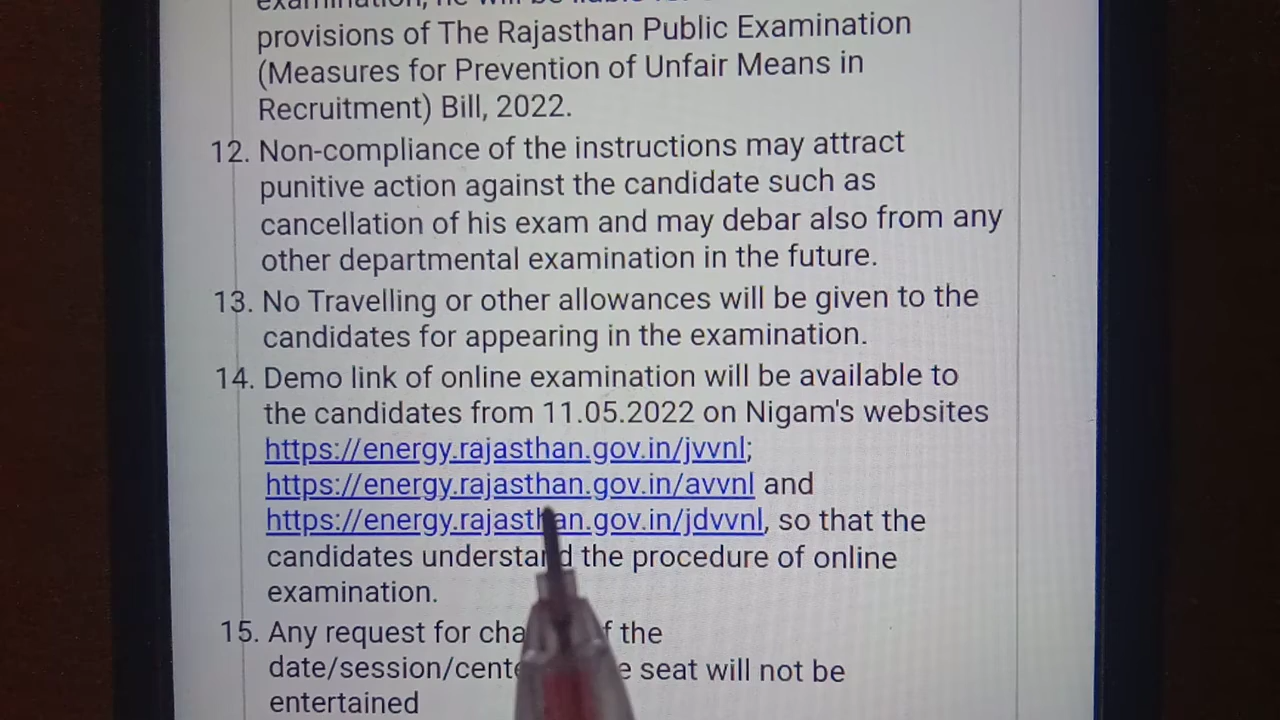 provisions of The Rajasthan Public Examination
(Measures for Prevention of Unfair Means in
Recruitment) Bill, 2022.
12. Non-compliance of the instructions may attract
punitive action against the candidate such as
cancellation of his exam and may debar also from any
other departmental examination in the future.
13. No Travelling or other allowances will be given to the
candidates for appearing in the examination.
14. Demo link of online examination will be available to
the candidates from 11.05.2022 on Nigam's websites
https://energy.rajasthan.gov.in/jvvnl;
https://energy.rajasthan.gov.in/avvnl and
https://energy.rajasthan.gov.in/jdvvnl, so that the
candidates understand the procedure of online
examination.
15. Any request for the
seat will not be
entertained